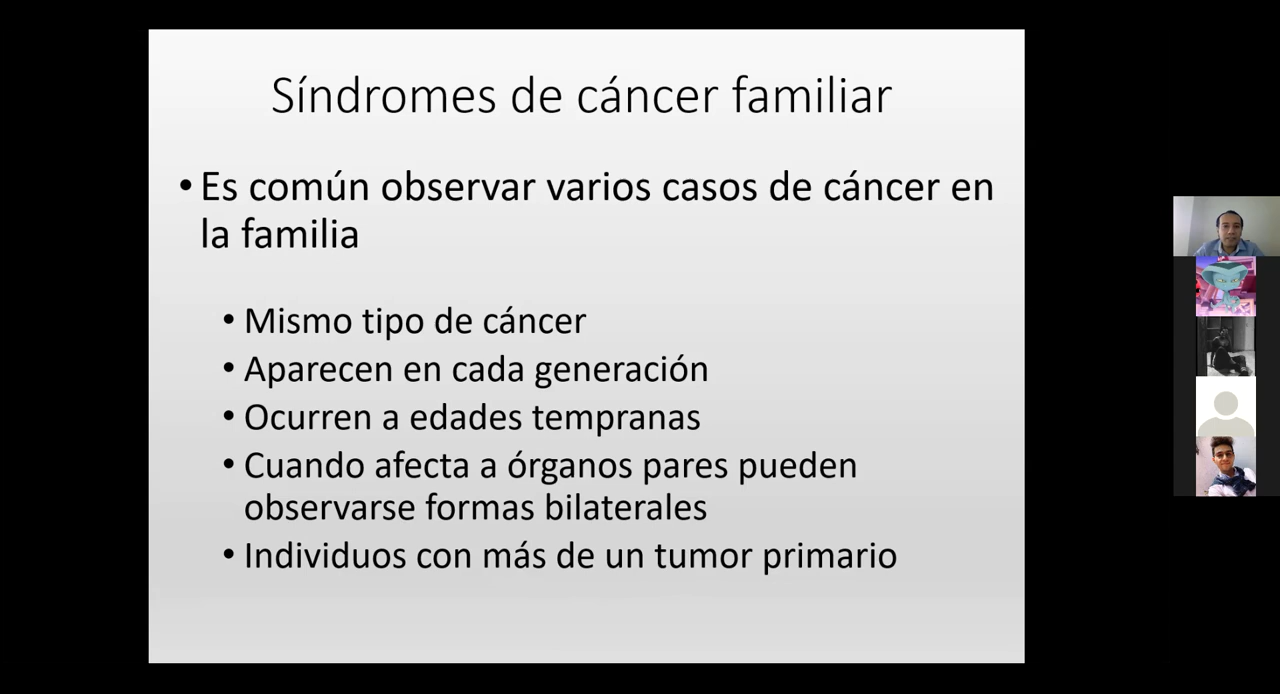 Síndromes de cáncer familiar
• Es común observar varios casos de cáncer en
la familia
• Mismo tipo de cáncer
• Aparecen en cada generación
• Ocurren a edades tempranas
• Cuando afecta a órganos pares pueden
observarse formas bilaterales
• Individuos con más de un tumor primario